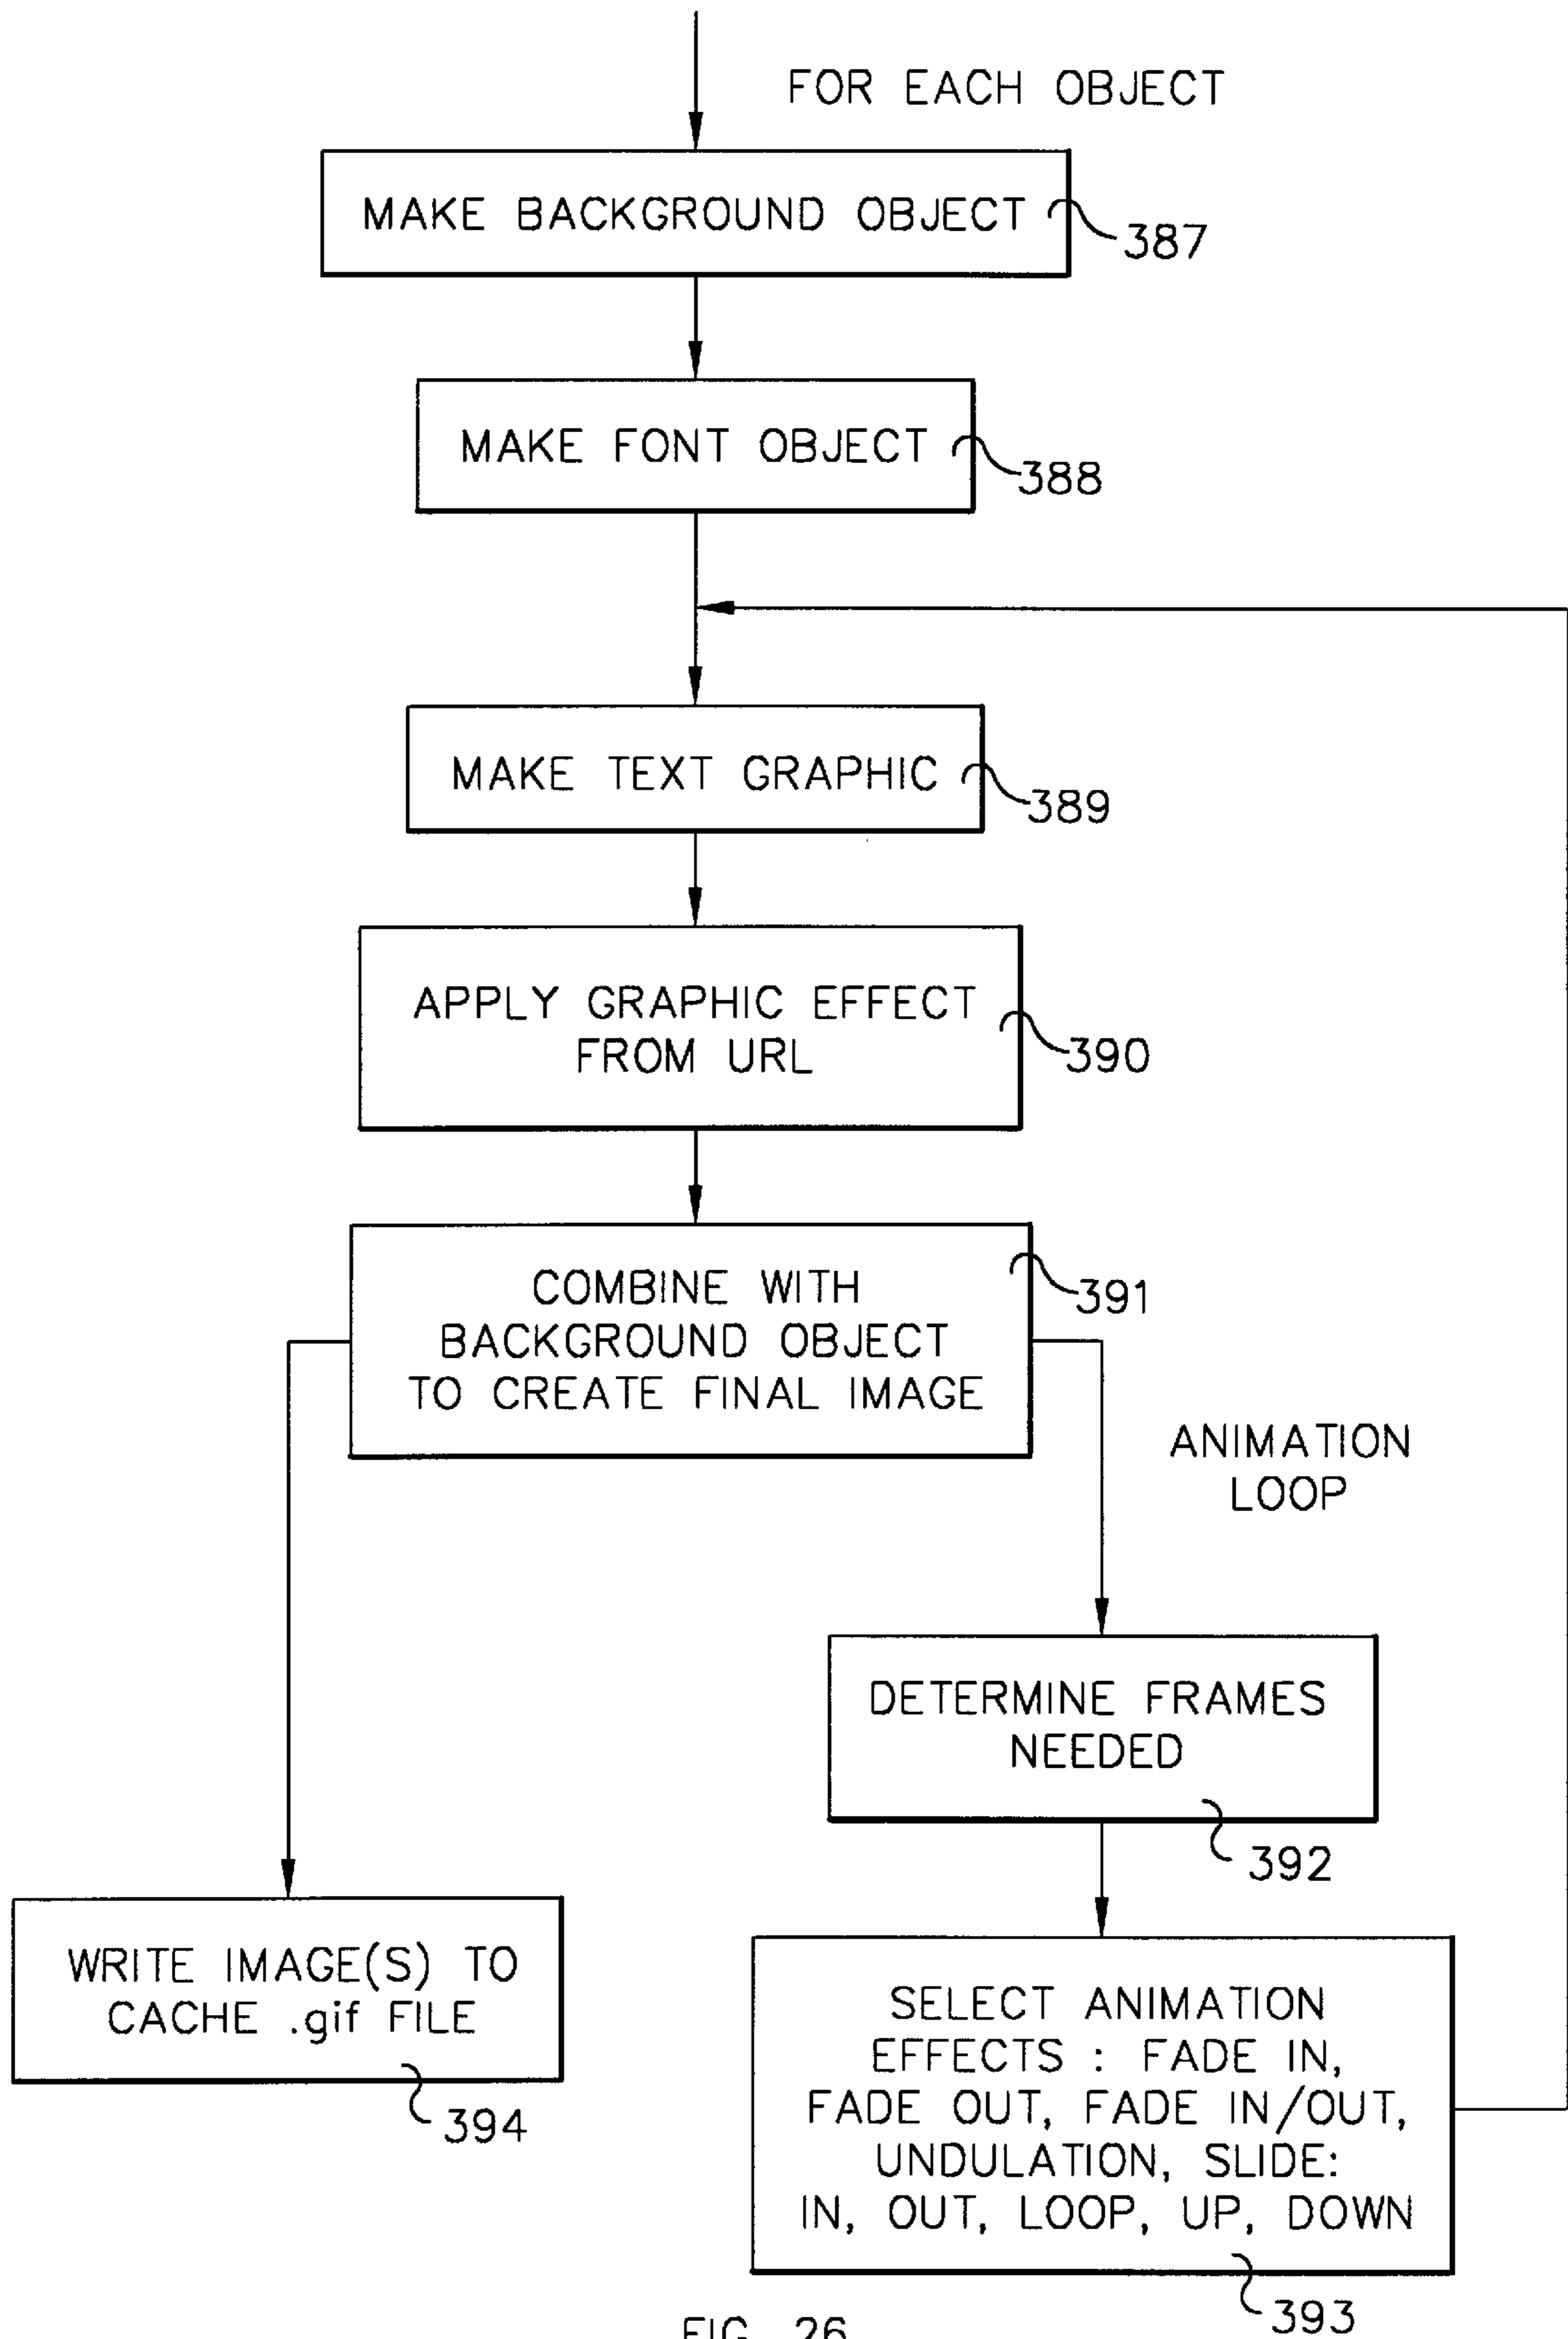 FOR EACH OBJECT
MAKE BACKGROUND OBJECT
387
MAKE FONT OBJECT
388
MAKE TEXT GRAPHIC
389
APPLY GRAPHIC EFFECT
FROM URL
390
COMBINE WITH
BACKGROUND OBJECT
TO CREATE FINAL IMAGE
391
ANIMATION
LOOP
DETERMINE FRAMES
NEEDED
392
WRITE IMAGE(S) TO
CACHE .gif FILE
394
SELECT ANIMATION
EFFECTS : FADE IN,
FADE OUT, FADE IN/OUT,
UNDULATION, SLIDE:
IN, OUT, LOOP, UP, DOWN
393
FIG. 26